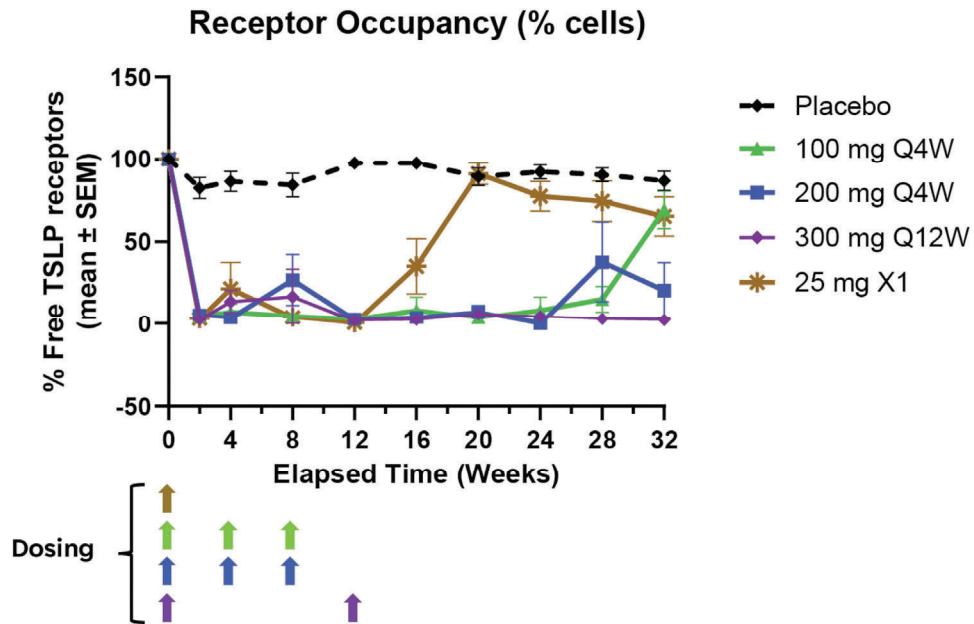 Receptor Occupancy (% cells)
% Free TSLP receptors
(mean ± SEMI)
150
100
50
0
-50
0 4 8 12 16 20 24 28 32
Elapsed Time (Weeks)
Placebo
100 mg Q4W
200 mg Q4W
300 mg Q12W
25 mg X1
Dosing